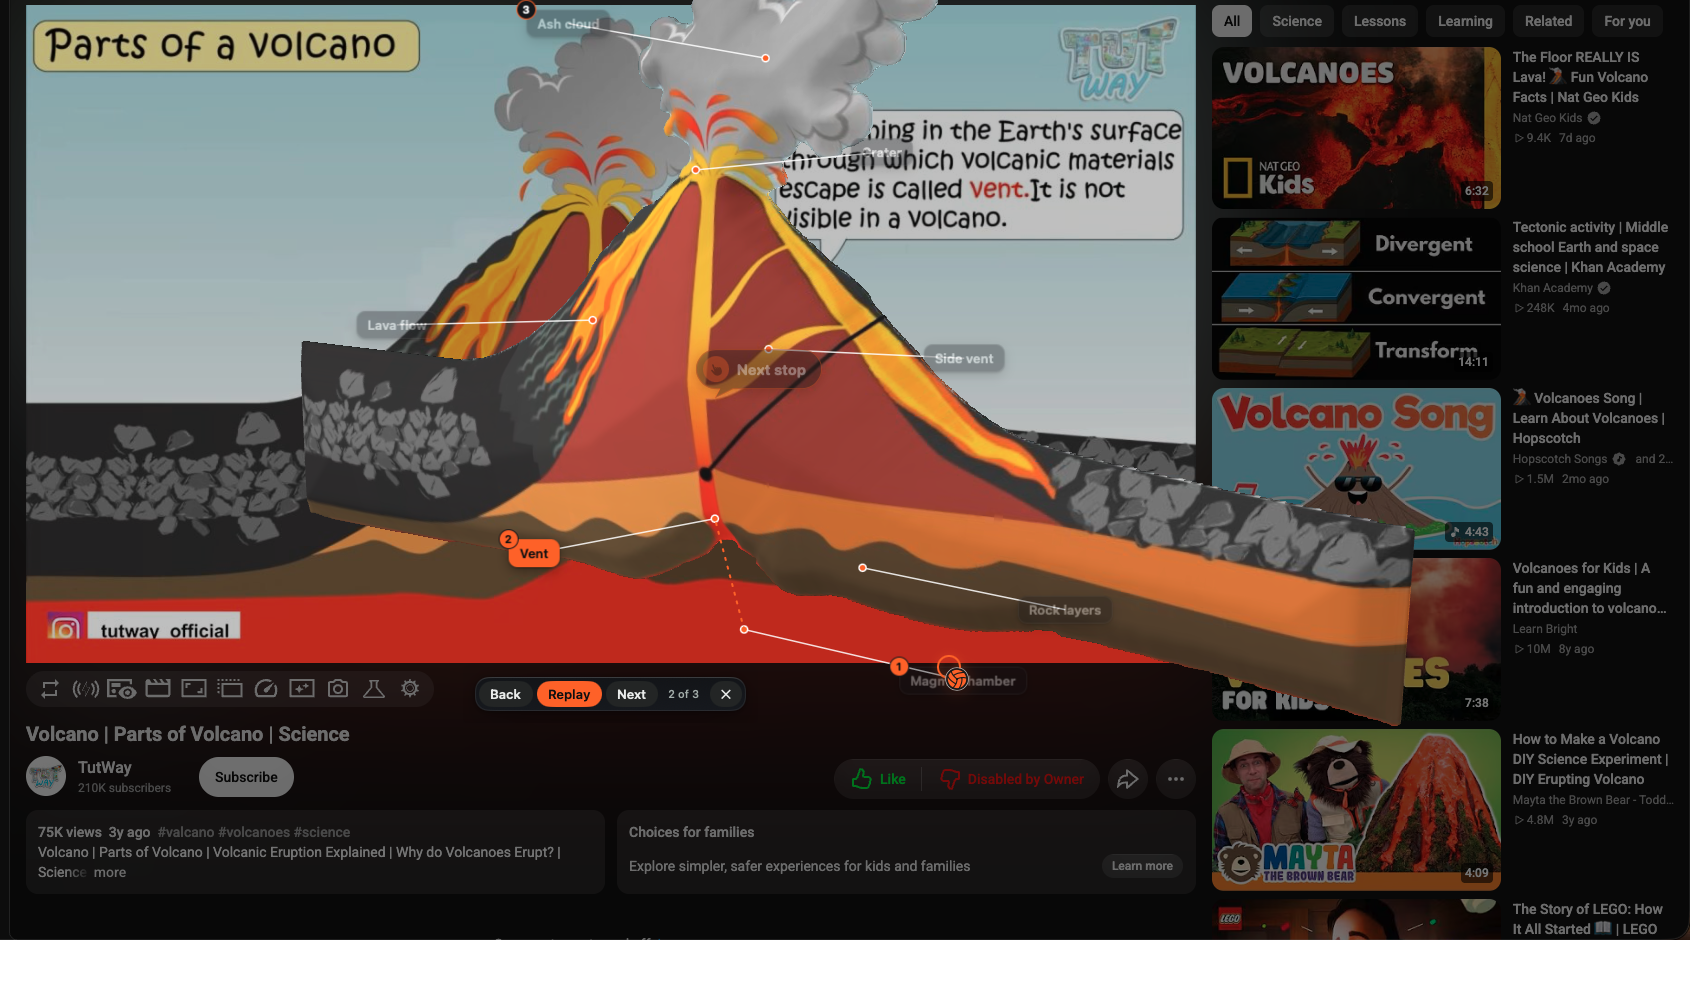 Parts of a Volcano
3
Ash cloud
TUT
WAY
ning in the Earth's surface
through which volcanic materials
escape is called vent.It is not
visible in a volcano.
Crater
Lava flow
Side vent
Next stop
2
Vent
Rock layers
1
chamber
tutway_official
Back
Replay
Next
2 of 3
Volcano | Parts of Volcano | Science
TutWay
210K subscribers
Subscribe
Like
Disabled by Owner
75K views 3y ago #valcano #volcanoes #science
Volcano | Parts of Volcano | Volcanic Eruption Explained | Why do Volcanoes Erupt? |
Science more
Choices for families
Explore simpler, safer experiences for kids and families
Learn more
All
Science
Lessons
Learning
Related
For you
VOLCANOES
NAT GEO
Kids
6:32
The Floor REALLY IS
Lava! 🌋 Fun Volcano
Facts | Nat Geo Kids
Nat Geo Kids
9.4K 7d ago
Divergent
Convergent
Transform
14:11
Tectonic activity | Middle
school Earth and space
science | Khan Academy
Khan Academy
248K 4mo ago
Volcano Song
4:43
🌋 Volcanoes Song |
Learn About Volcanoes |
Hopscotch
Hopscotch Songs and 2...
1.5M 2mo ago
FOR KIDS
7:38
Volcanoes for Kids | A
fun and engaging
introduction to volcano...
Learn Bright
10M 8y ago
MAYTA
THE BROWN BEAR
4:09
How to Make a Volcano
DIY Science Experiment |
DIY Erupting Volcano
Mayta the Brown Bear - Todd...
4.8M 3y ago
LEGO
The Story of LEGO: How
It All Started 📖 | LEGO